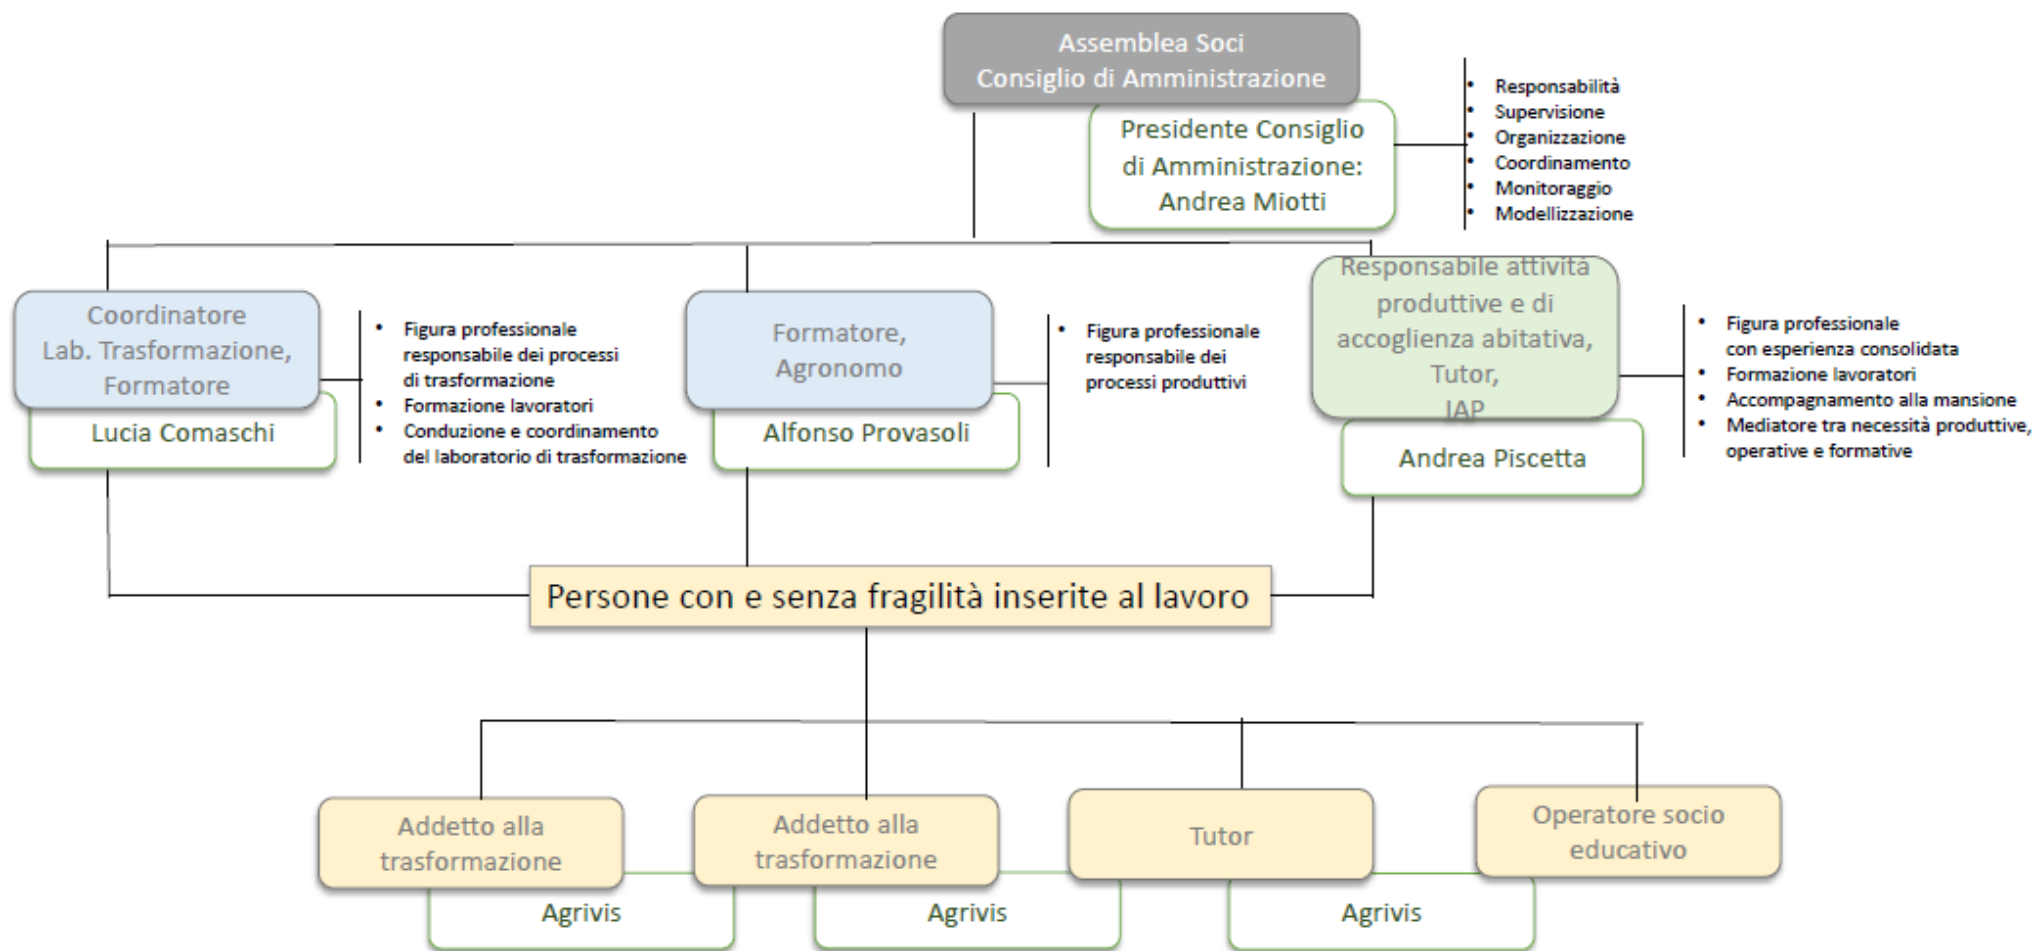 Assemblea Soci
Consiglio di Amministrazione
Presidente Consiglio
di Amministrazione:
Andrea Miotti
• Responsabilità
• Supervisione
• Organizzazione
• Coordinamento
• Monitoraggio
• Modellizzazione
Coordinatore
Lab. Trasformazione,
Formatore
Lucia Comaschi
• Figura professionale
responsabile dei processi
di trasformazione
• Formazione lavoratori
• Conduzione e coordinamento
del laboratorio di trasformazione
Formatore,
Agronomo
Alfonso Provasoli
• Figura professionale
responsabile dei
processi produttivi
Responsabile attività
produttive e di
accoglienza abitativa,
Tutor,
IAP
Andrea Piscetta
• Figura professionale
con esperienza consolidata
• Formazione lavoratori
• Accompagnamento alla mansione
• Mediatore tra necessità produttive,
operative e formative
Persone con e senza fragilità inserite al lavoro
Addetto alla
trasformazione
Agrivis
Addetto alla
trasformazione
Agrivis
Tutor
Agrivis
Operatore socio
educativo